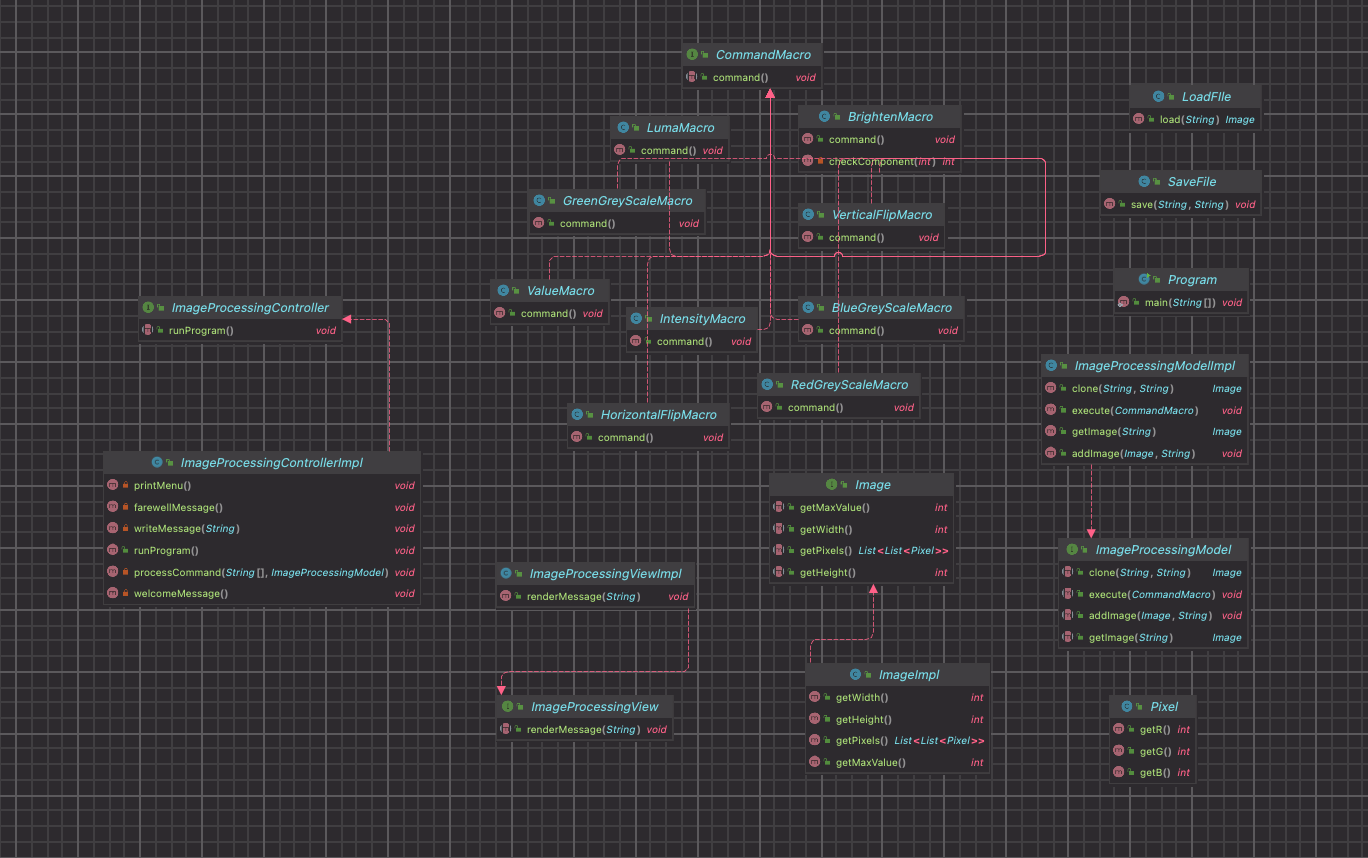 CommandMacro
command() void
LoadFIle
load(String) Image
BrightenMacro
command() void
checkComponent(int) int
LumaMacro
command() void
SaveFile
save(String, String) void
GreenGreyScaleMacro
command() void
VerticalFlipMacro
command() void
Program
main(String[]) void
ValueMacro
command() void
ImageProcessingController
runProgram() void
IntensityMacro
command() void
BlueGreyScaleMacro
command() void
ImageProcessingModelImpl
clone(String, String) Image
execute(CommandMacro) void
getImage(String) Image
addImage(Image, String) void
RedGreyScaleMacro
command() void
HorizontalFlipMacro
command() void
ImageProcessingControllerImpl
printMenu() void
farewellMessage() void
writeMessage(String) void
runProgram() void
processCommand(String[], ImageProcessingModel) void
welcomeMessage() void
Image
getMaxValue() int
getWidth() int
getPixels() List<List<Pixel>>
getHeight() int
ImageProcessingModel
clone(String, String) Image
execute(CommandMacro) void
addImage(Image, String) void
getImage(String) Image
ImageProcessingViewImpl
renderMessage(String) void
ImageProcessingView
renderMessage(String) void
ImageImpl
getWidth() int
getHeight() int
getPixels() List<List<Pixel>>
getMaxValue() int
Pixel
getR() int
getG() int
getB() int